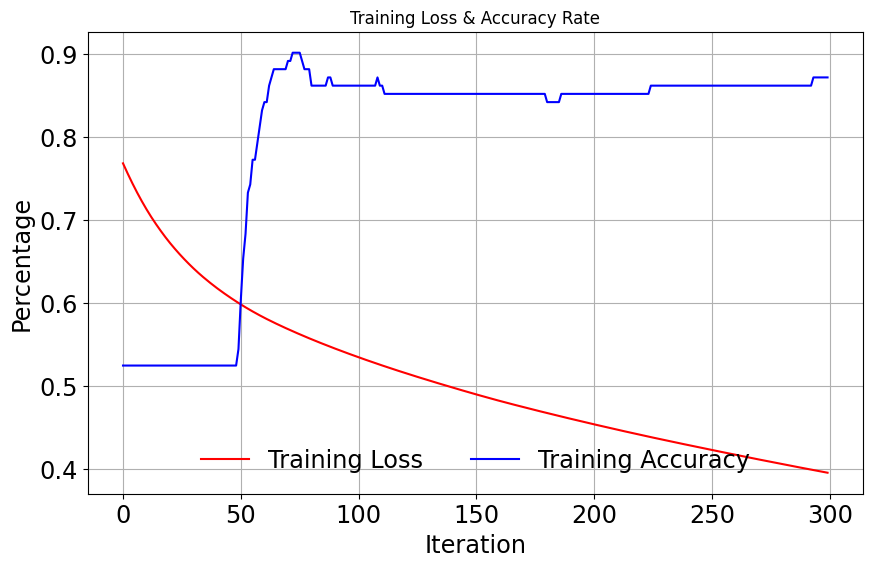 Training Loss & Accuracy Rate
0.9
0.8
0.7
0.6
0.5
0.4
Percentage
Training Loss
Training Accuracy
0 50 100 150 200 250 300
Iteration